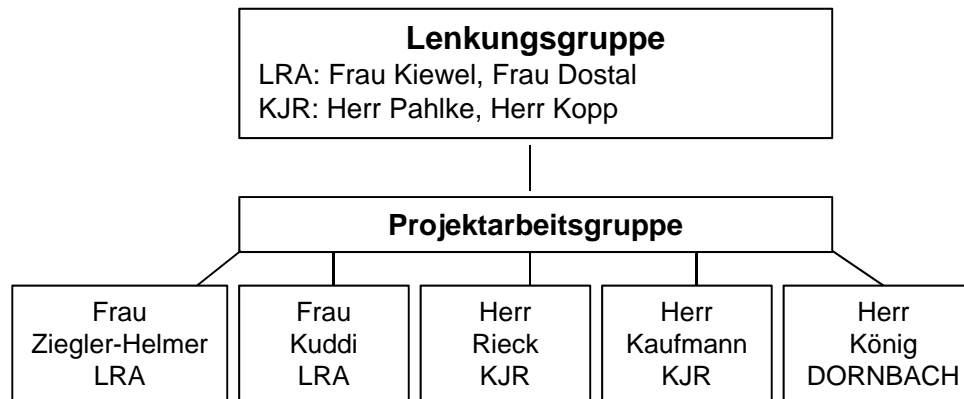 Lenkungsgruppe
LRA: Frau Kiewel, Frau Dostal
KJR: Herr Pahlke, Herr Kopp
Projektarbeitsgruppe
Frau
Ziegler-Helmer
LRA
Frau
Kuddi
LRA
Herr
Rieck
KJR
Herr
Kaufmann
KJR
Herr
König
DORNBACH